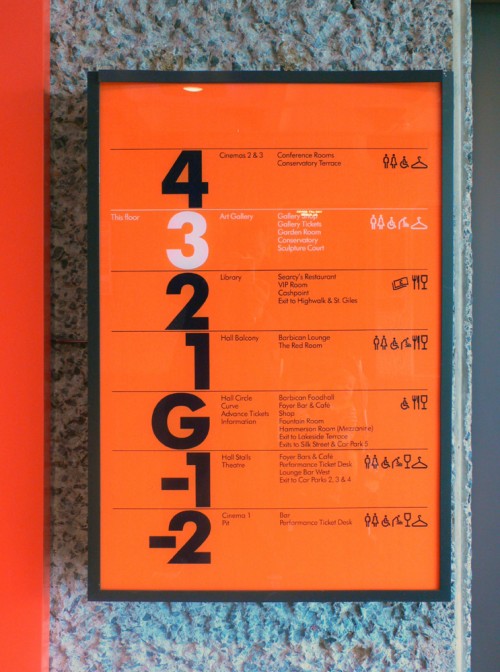 4
Cinemas 2 & 3
Conference Rooms
Conservatory Terrace
This floor
3
Art Gallery
Gallery Shop
Gallery Tickets
Garden Room
Conservatory
Sculpture Court
2
Library
Searcy's Restaurant
VIP Room
Cashpoint
Exit to Highwalk & St. Giles
1
Hall Balcony
Barbican Lounge
The Red Room
G
Hall Circle
Curve
Advance Tickets
Information
Barbican Foodhall
Foyer Bar & Café
Shop
Fountain Room
Hammerson Room (Mezzanine)
Exit to Lakeside Terrace
Exits to Silk Street & Car Park 5
-1
Hall Stalls
Theatre
Foyer Bars & Café
Performance Ticket Desk
Lounge Bar West
Exit to Car Parks 2, 3 & 4
-2
Cinema 1
Pit
Bar
Performance Ticket Desk